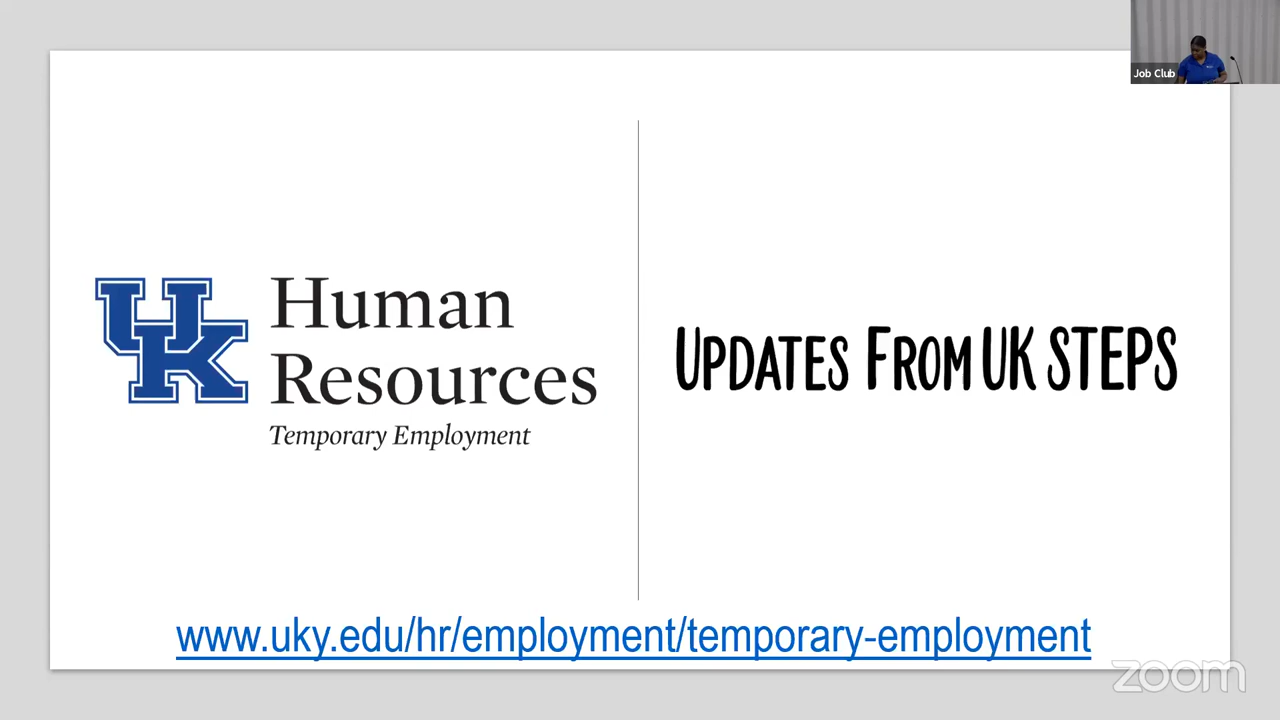 Job Club
UK
Human
Resources
Temporary Employment
UPDATES FROM UK STEPS
www.uky.edu/hr/employment/temporary-employment
zoom